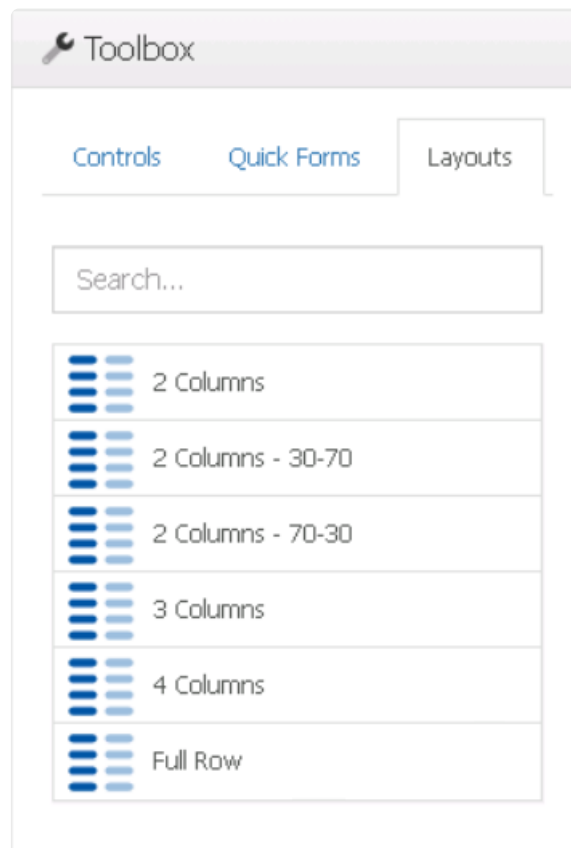 Toolbox
Controls Quick Forms Layouts
Search...
2 Columns
2 Columns - 30-70
2 Columns - 70-30
3 Columns
4 Columns
Full Row